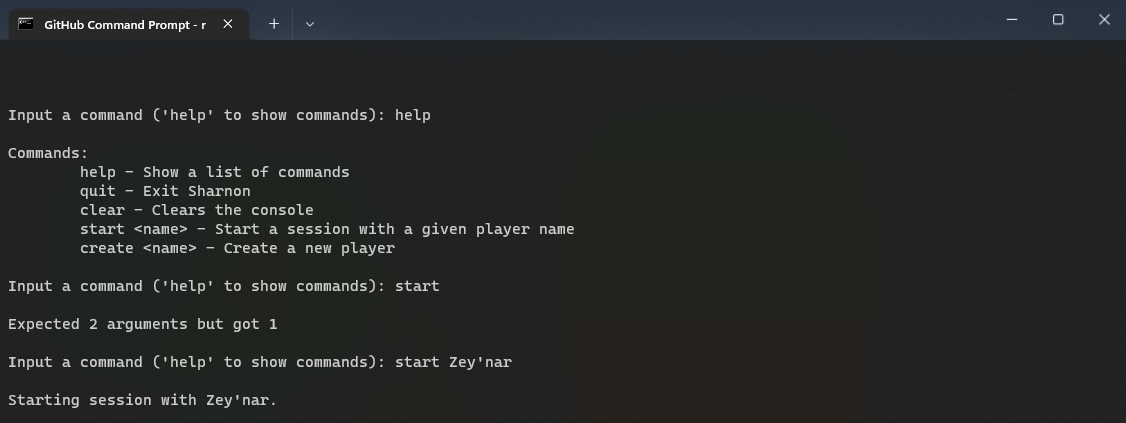 GitHub Command Prompt - r
Input a command ('help' to show commands): help
Commands:
help - Show a list of commands
quit - Exit Sharnon
clear - Clears the console
start <name> - Start a session with a given player name
create <name> - Create a new player
Input a command ('help' to show commands): start
Expected 2 arguments but got 1
Input a command ('help' to show commands): start Zey'nar
Starting session with Zey'nar.